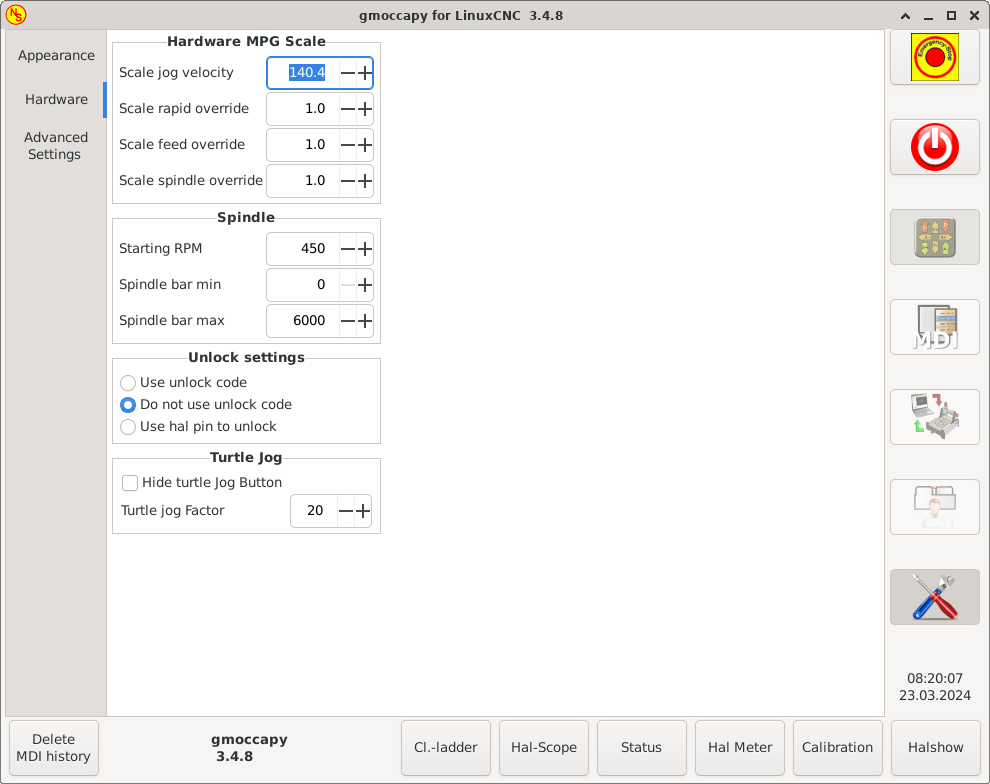 gmoccapy for LinuxCNC 3.4.8
Appearance
Hardware
Advanced
Settings
Hardware MPG Scale
Scale jog velocity 140.4
Scale rapid override 1.0
Scale feed override 1.0
Scale spindle override 1.0
Spindle
Starting RPM 450
Spindle bar min 0
Spindle bar max 6000
Unlock settings
Use unlock code
Do not use unlock code
Use hal pin to unlock
Turtle Jog
Hide turtle Jog Button
Turtle jog Factor 20
Emergency-Stop
MDI
08:20:07
23.03.2024
Delete
MDI history
gmoccapy
3.4.8
Cl.-ladder
Hal-Scope
Status
Hal Meter
Calibration
Halshow